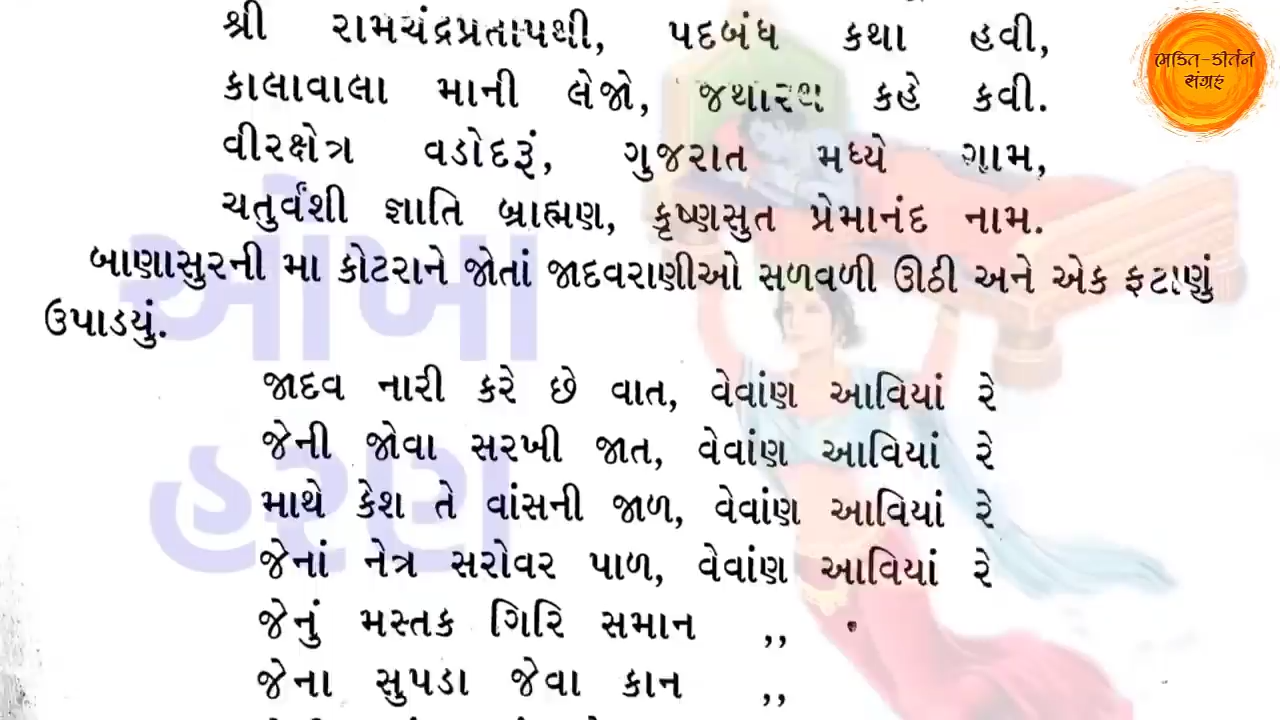 શ્રી રામચંદ્રપ્રતાપથી, પદબંધ કથા હવી,
કાલાવાલા માની લેજો, જથારથ કહે કવી.
વીરક્ષેત્ર વડોદરૂં, ગુજરાત મધ્યે ગામ,
ચતુર્વંશી જ્ઞાતિ બ્રાહ્મણ, કૃષ્ણસુત પ્રેમાનંદ નામ.
બાણાસુરની મા કોટરાને જોતાં જાદવરાણીઓ સળવળી ઊઠી અને એક ફટાણું
ઉપાડયું.
જાદવ નારી કરે છે વાત, વેવાંણ આવિયાં રે
જેની જોવા સરખી જાત, વેવાંણ આવિયાં રે
માથે કેશ તે વાંસની જાળ, વેવાંણ આવિયાં રે
જેનાં નેત્ર સરોવર પાળ, વેવાંણ આવિયાં રે
જેનું મસ્તક ગિરિ સમાન ,,
જેના સુપડા જેવા કાન ,,
ભક્તિ-કીર્તન
સંગ્રહ
ઓખા
હરણ